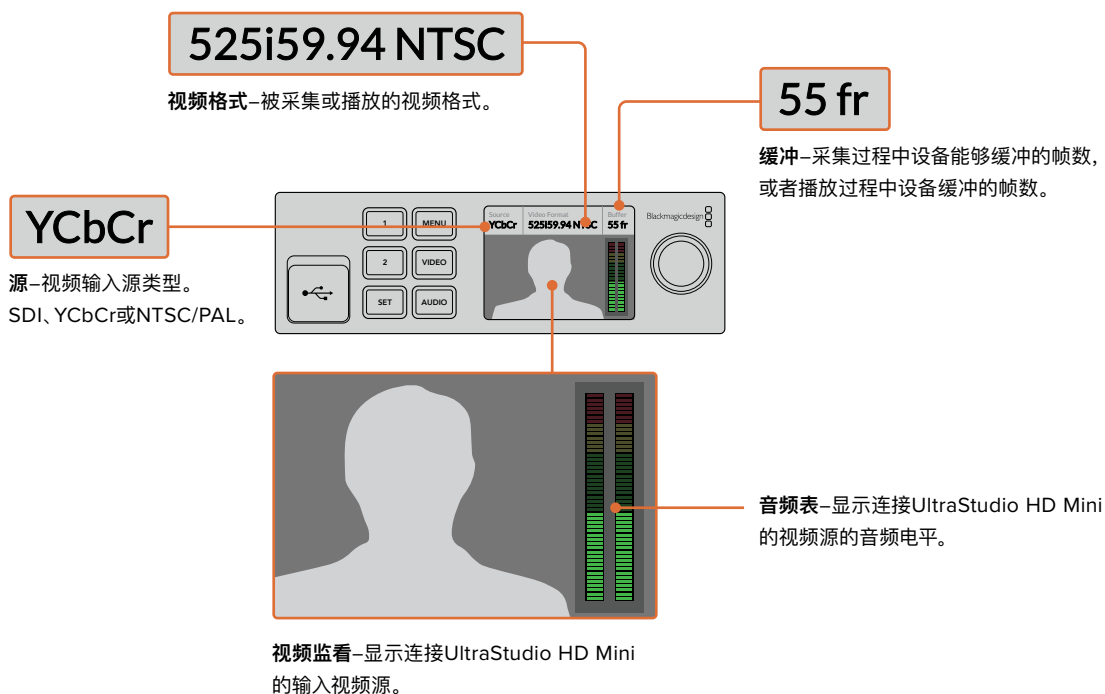 525i59.94 NTSC
视频格式–被采集或播放的视频格式。
55 fr
缓冲–采集过程中设备能够缓冲的帧数,
或者播放过程中设备缓冲的帧数。
YCbCr
源–视频输入源类型。
SDI、YCbCr或NTSC/PAL。
1
MENU
2
VIDEO
SET
AUDIO
Source
Video Format
Buffer
YCbCr
525i59.94 NTSC
55 fr
Blackmagicdesign
音频表–显示连接UltraStudio HD Mini
的视频源的音频电平。
视频监看–显示连接UltraStudio HD Mini
的输入视频源。